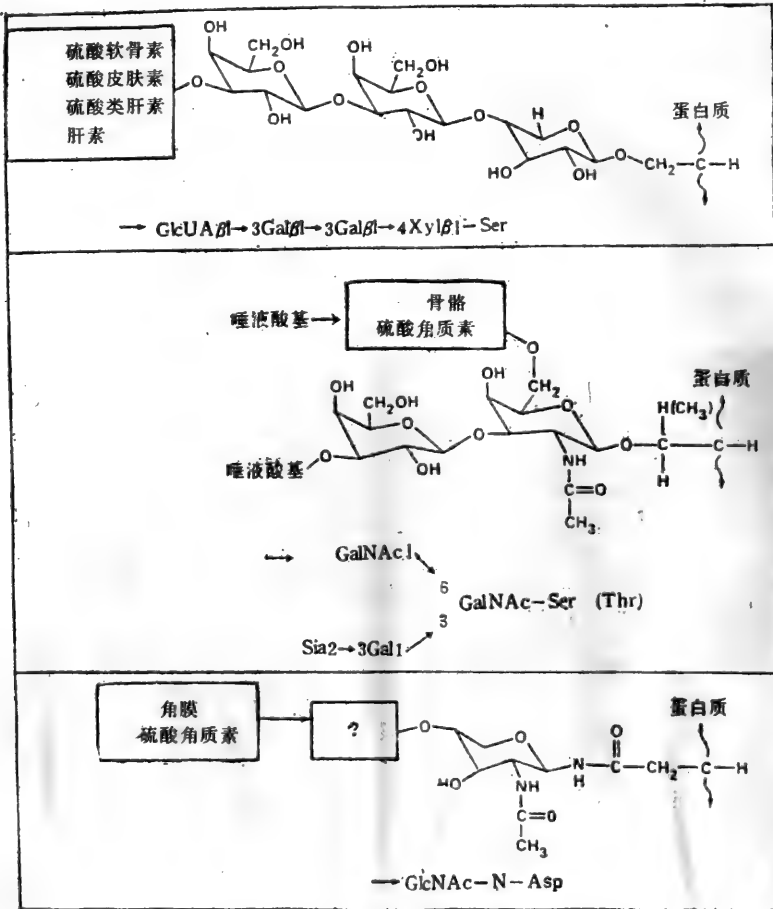 硫酸软骨素
硫酸皮肤素
硫酸类肝素
肝素
OH
CH₂OH
O
O
OH
O
OH
CH₂OH
O
OH
O
H
O
HO
OH
O
CH₂
C
H
蛋白质
→ GlcUAβ1→3Galβ1→3Galβ1→4Xylβ1-Ser
唾液酸基→
骨骼
硫酸角质素
O
OH
CH₂OH
O
OH
O
唾液酸基
O
OH
CH₂
O
NH
C=O
CH₃
O
H(CH₃)
H
C
H
蛋白质
→ GalNAc1
6
GalNAc-Ser (Thr)
3
Sia2→3Gal1
角膜
硫酸角质素
?
O
O
HO
NH
C=O
CH₃
N
H
O
C
CH₂
C
H
蛋白质
→GlcNAc-N-Asp